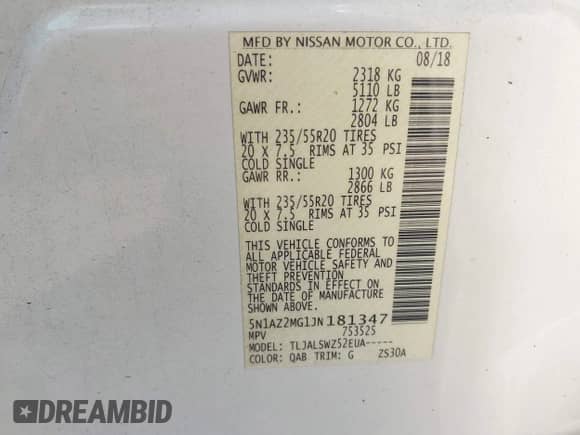 MFD BY NISSAN MOTOR CO., LTD.
DATE: 08/18
GVWR: 2318 KG
5110 LB
GAWR FR.: 1272 KG
2804 LB
WITH 235/55R20 TIRES
20 X 7.5 RIMS AT 35 PSI
COLD SINGLE
GAWR RR.: 1300 KG
2866 LB
WITH 235/55R20 TIRES
20 X 7.5 RIMS AT 35 PSI
COLD SINGLE
THIS VEHICLE CONFORMS TO
ALL APPLICABLE FEDERAL
MOTOR VEHICLE SAFETY AND
THEFT PREVENTION
STANDARDS IN EFFECT ON THE
DATE OF MANUFACTURE
SHOWN ABOVE.
5N1AZ2MG1JN181347
MPV 753525
MODEL: TLJALSWZ52EUA-----
COLOR: QAB TRIM: G ZS30A
DREAMBID